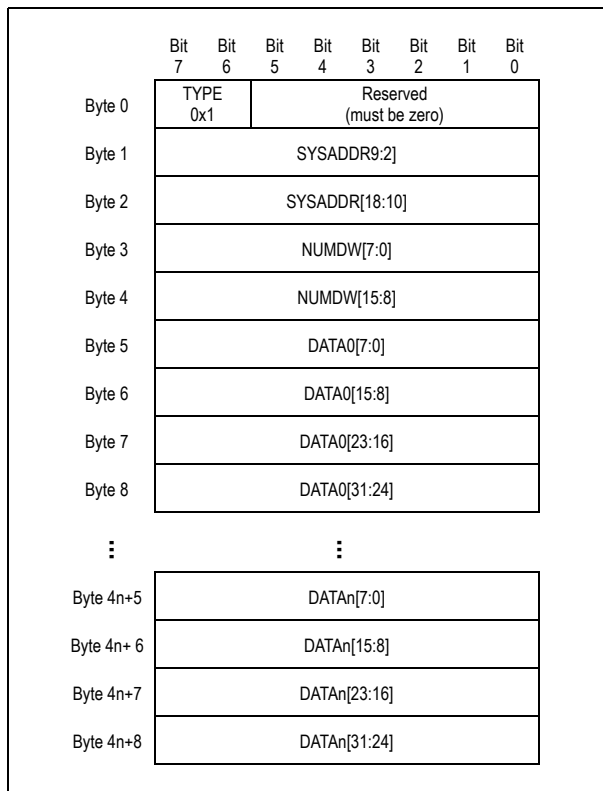 Bit Bit Bit Bit Bit Bit Bit Bit
7 6 5 4 3 2 1 0
Byte 0 TYPE Reserved
0x1 (must be zero)
Byte 1 SYSADDR9:2]
Byte 2 SYSADDR[18:10]
Byte 3 NUMDW[7:0]
Byte 4 NUMDW[15:8]
Byte 5 DATA0[7:0]
Byte 6 DATA0[15:8]
Byte 7 DATA0[23:16]
Byte 8 DATA0[31:24]
... ...
Byte 4n+5 DATAn[7:0]
Byte 4n+ 6 DATAn[15:8]
Byte 4n+7 DATAn[23:16]
Byte 4n+8 DATAn[31:24]